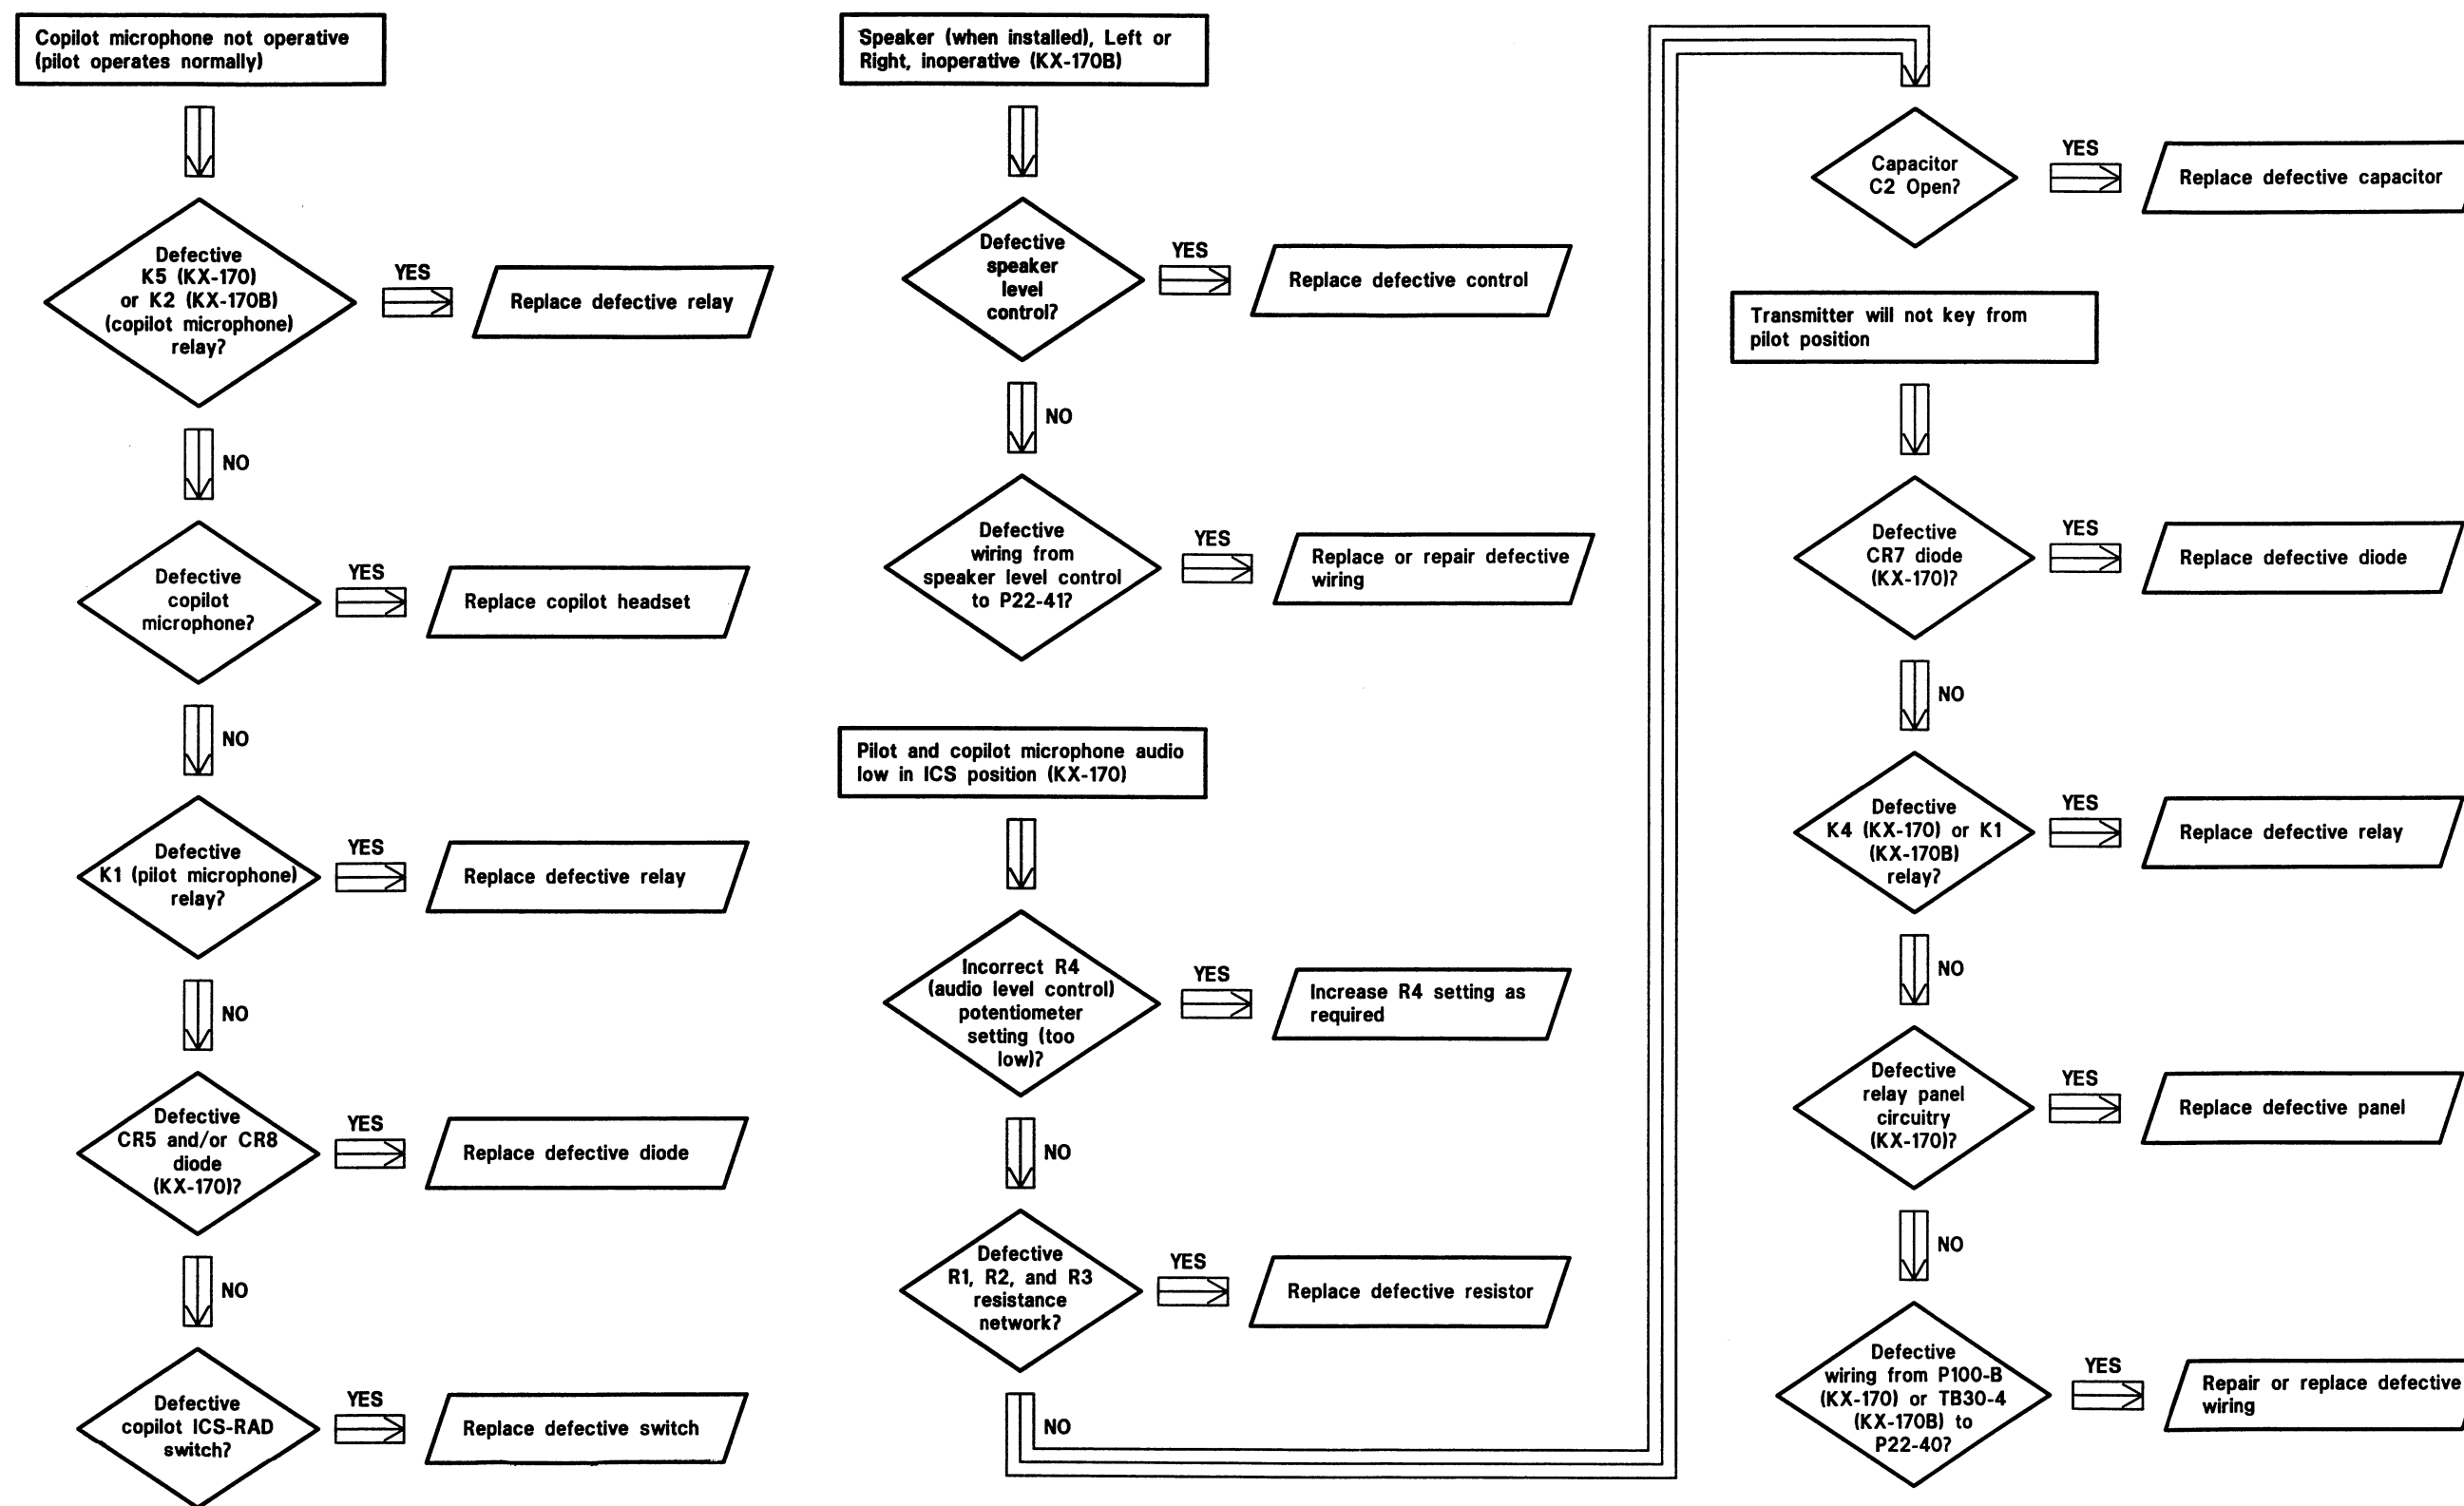 Copilot microphone not operative
(pilot operates normally)
Defective
K5 (KX-170)
or K2 (KX-170B)
(copilot microphone)
relay?
YES
Replace defective relay
NO
Defective
copilot
microphone?
YES
Replace copilot headset
NO
Defective
K1 (pilot microphone)
relay?
YES
Replace defective relay
NO
Defective
CR5 and/or CR8
diode
(KX-170)?
YES
Replace defective diode
NO
Defective
copilot ICS-RAD
switch?
YES
Replace defective switch
Speaker (when installed), Left or
Right, inoperative (KX-170B)
Defective
speaker
level
control?
YES
Replace defective control
NO
Defective
wiring from
speaker level control
to P22-41?
YES
Replace or repair defective
wiring
Pilot and copilot microphone audio
low in ICS position (KX-170)
Incorrect R4
(audio level control)
potentiometer
setting (too
low)?
YES
Increase R4 setting as
required
NO
Defective
R1, R2, and R3
resistance
network?
YES
Replace defective resistor
NO
Capacitor
C2 Open?
YES
Replace defective capacitor
Transmitter will not key from
pilot position
Defective
CR7 diode
(KX-170)?
YES
Replace defective diode
NO
Defective
K4 (KX-170) or K1
(KX-170B)
relay?
YES
Replace defective relay
NO
Defective
relay panel
circuitry
(KX-170)?
YES
Replace defective panel
NO
Defective
wiring from P100-B
(KX-170) or TB30-4
(KX-170B) to
P22-40?
YES
Repair or replace defective
wiring